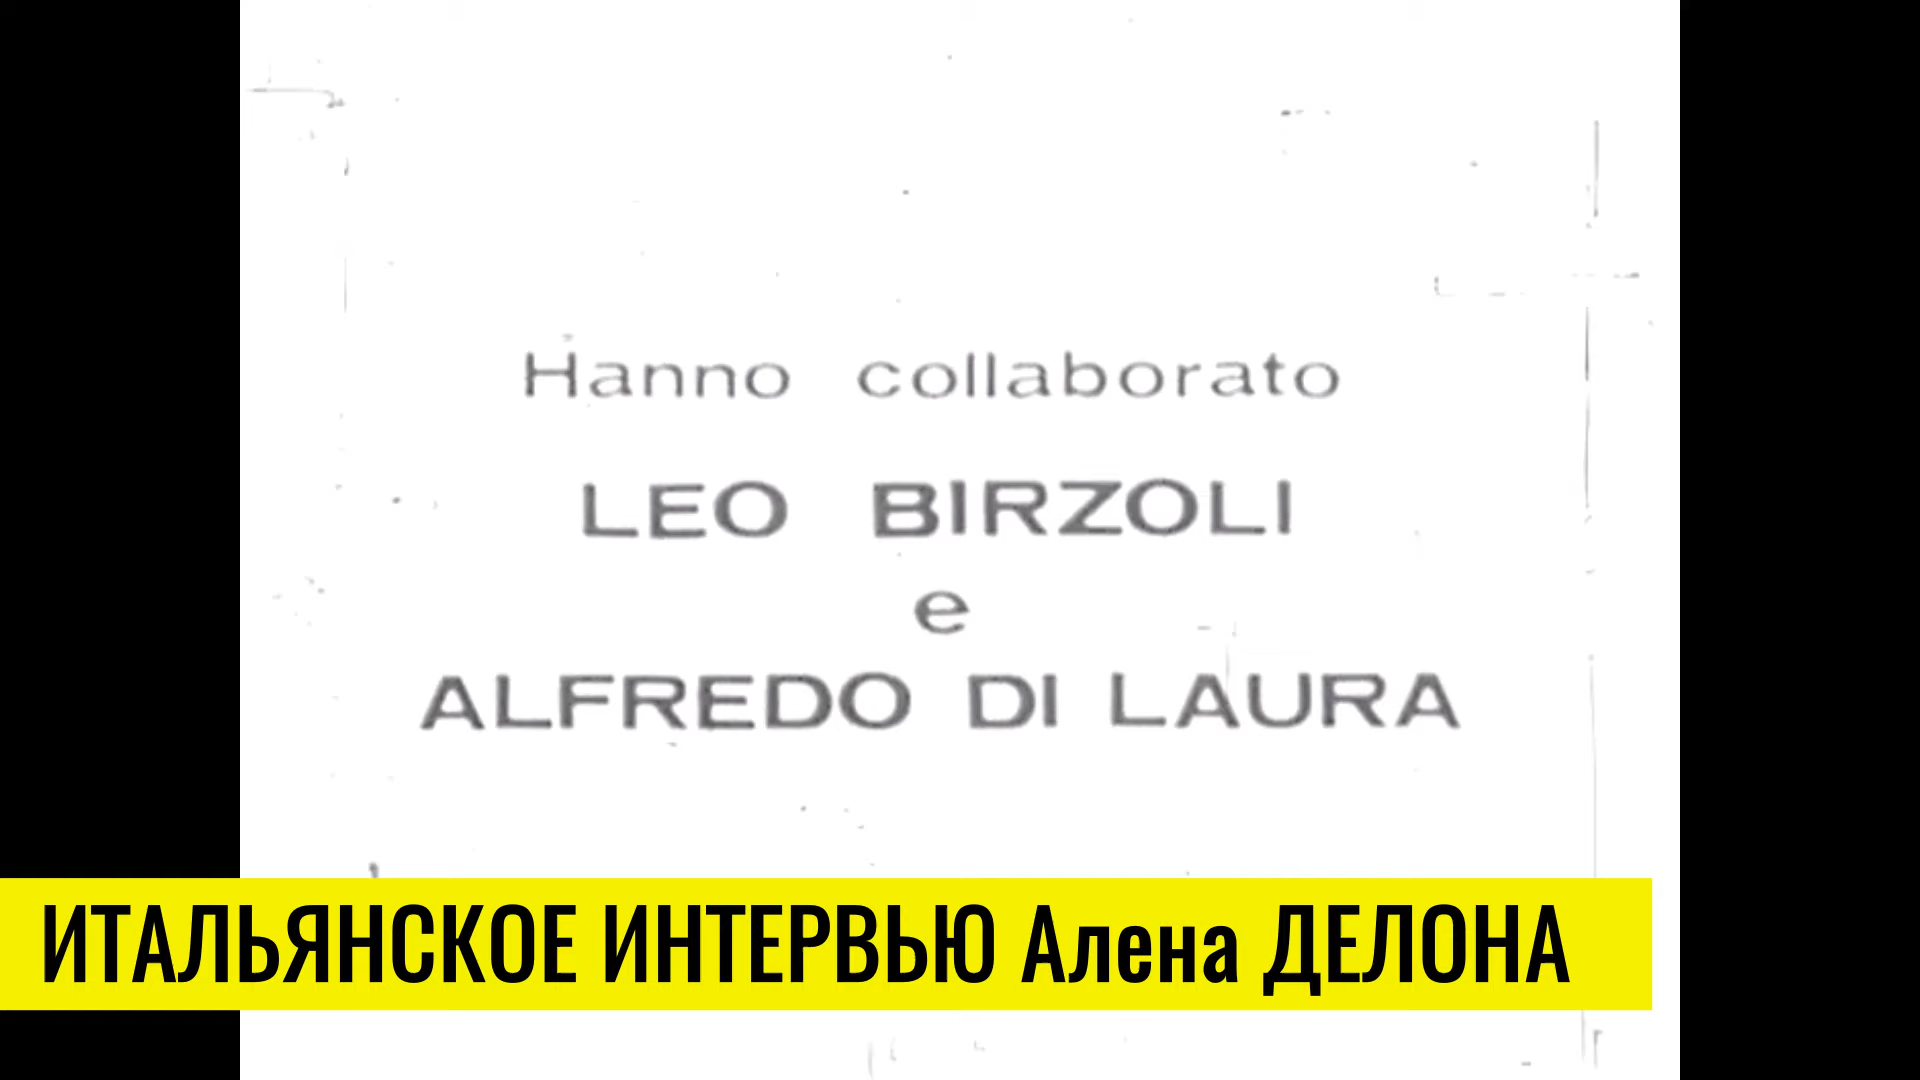 Hanno collaborato
LEO BIRZOLI
e
ALFREDO DI LAURA
ИТАЛЬЯНСКОЕ ИНТЕРВЬЮ Алена ДЕЛОНА